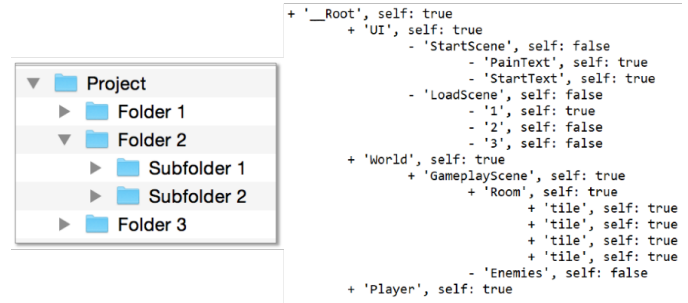 Project
Folder 1
Folder 2
Subfolder 1
Subfolder 2
Folder 3
+ '__Root', self: true
+ 'UI', self: true
- 'StartScene', self: false
- 'PainText', self: true
- 'StartText', self: true
- 'LoadScene', self: false
- '1', self: true
- '2', self: false
- '3', self: false
+ 'World', self: true
+ 'GameplayScene', self: true
+ 'Room', self: true
+ 'tile', self: true
+ 'tile', self: true
+ 'tile', self: true
+ 'tile', self: true
- 'Enemies', self: false
+ 'Player', self: true